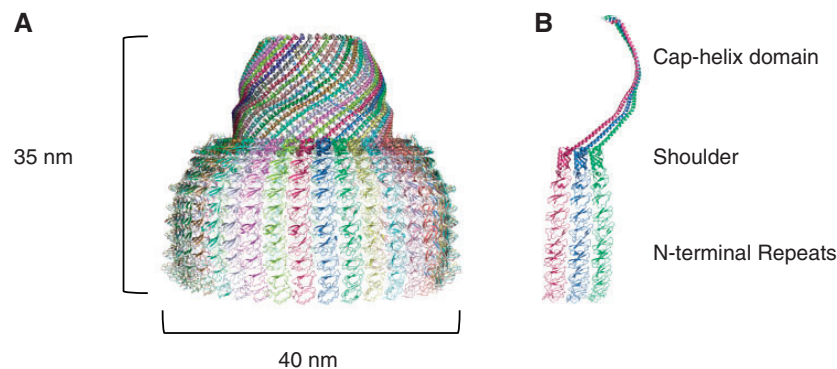 A
B
Cap-helix domain
35 nm
Shoulder
N-terminal Repeats
40 nm